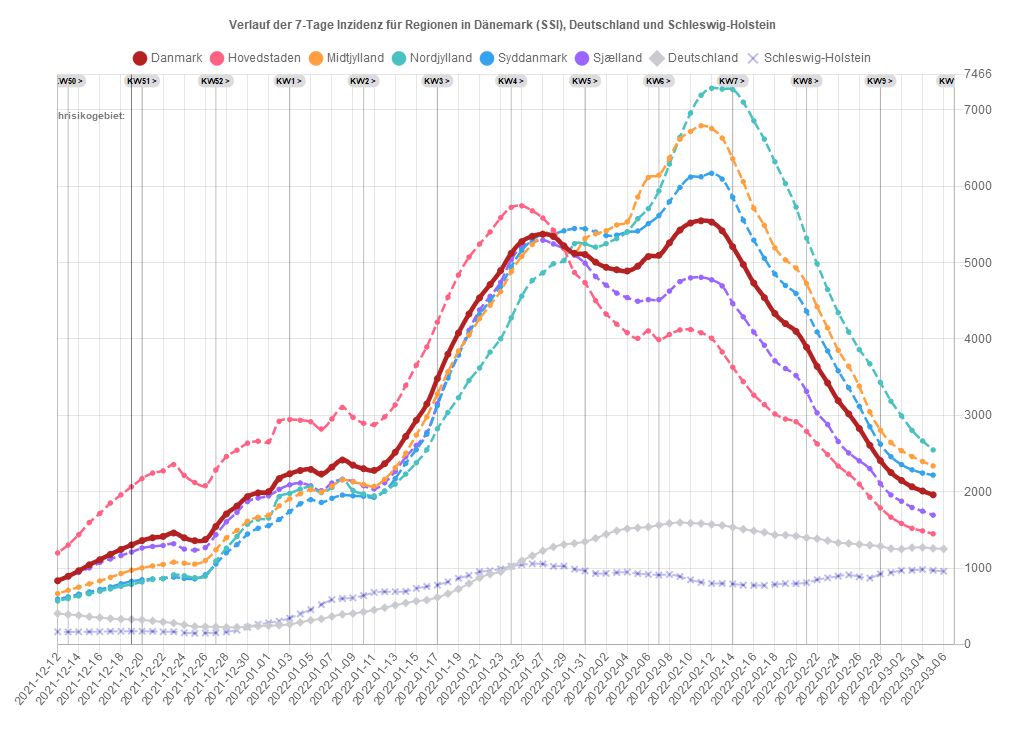 Verlauf der 7-Tage Inzidenz für Regionen in Dänemark (SSI), Deutschland und Schleswig-Holstein
Danmark Hovedstaden Midtjylland Nordjylland Syddanmark Sjælland Deutschland Schleswig-Holstein
KW50 > KW51 > KW52 > KW1 > KW2 > KW3 > KW4 > KW5 > KW6 > KW7 > KW8 > KW9 > KW
hrisikogebiet:
7466
7000
6000
5000
4000
3000
2000
1000
0
2021-12-12 2021-12-14 2021-12-16 2021-12-18 2021-12-20 2021-12-22 2021-12-24 2021-12-26 2021-12-28 2021-12-30 2022-01-01 2022-01-03 2022-01-05 2022-01-07 2022-01-09 2022-01-11 2022-01-13 2022-01-15 2022-01-17 2022-01-19 2022-01-21 2022-01-23 2022-01-25 2022-01-27 2022-01-29 2022-01-31 2022-02-02 2022-02-04 2022-02-06 2022-02-08 2022-02-10 2022-02-12 2022-02-14 2022-02-16 2022-02-18 2022-02-20 2022-02-22 2022-02-24 2022-02-26 2022-02-28 2022-03-02 2022-03-04 2022-03-06